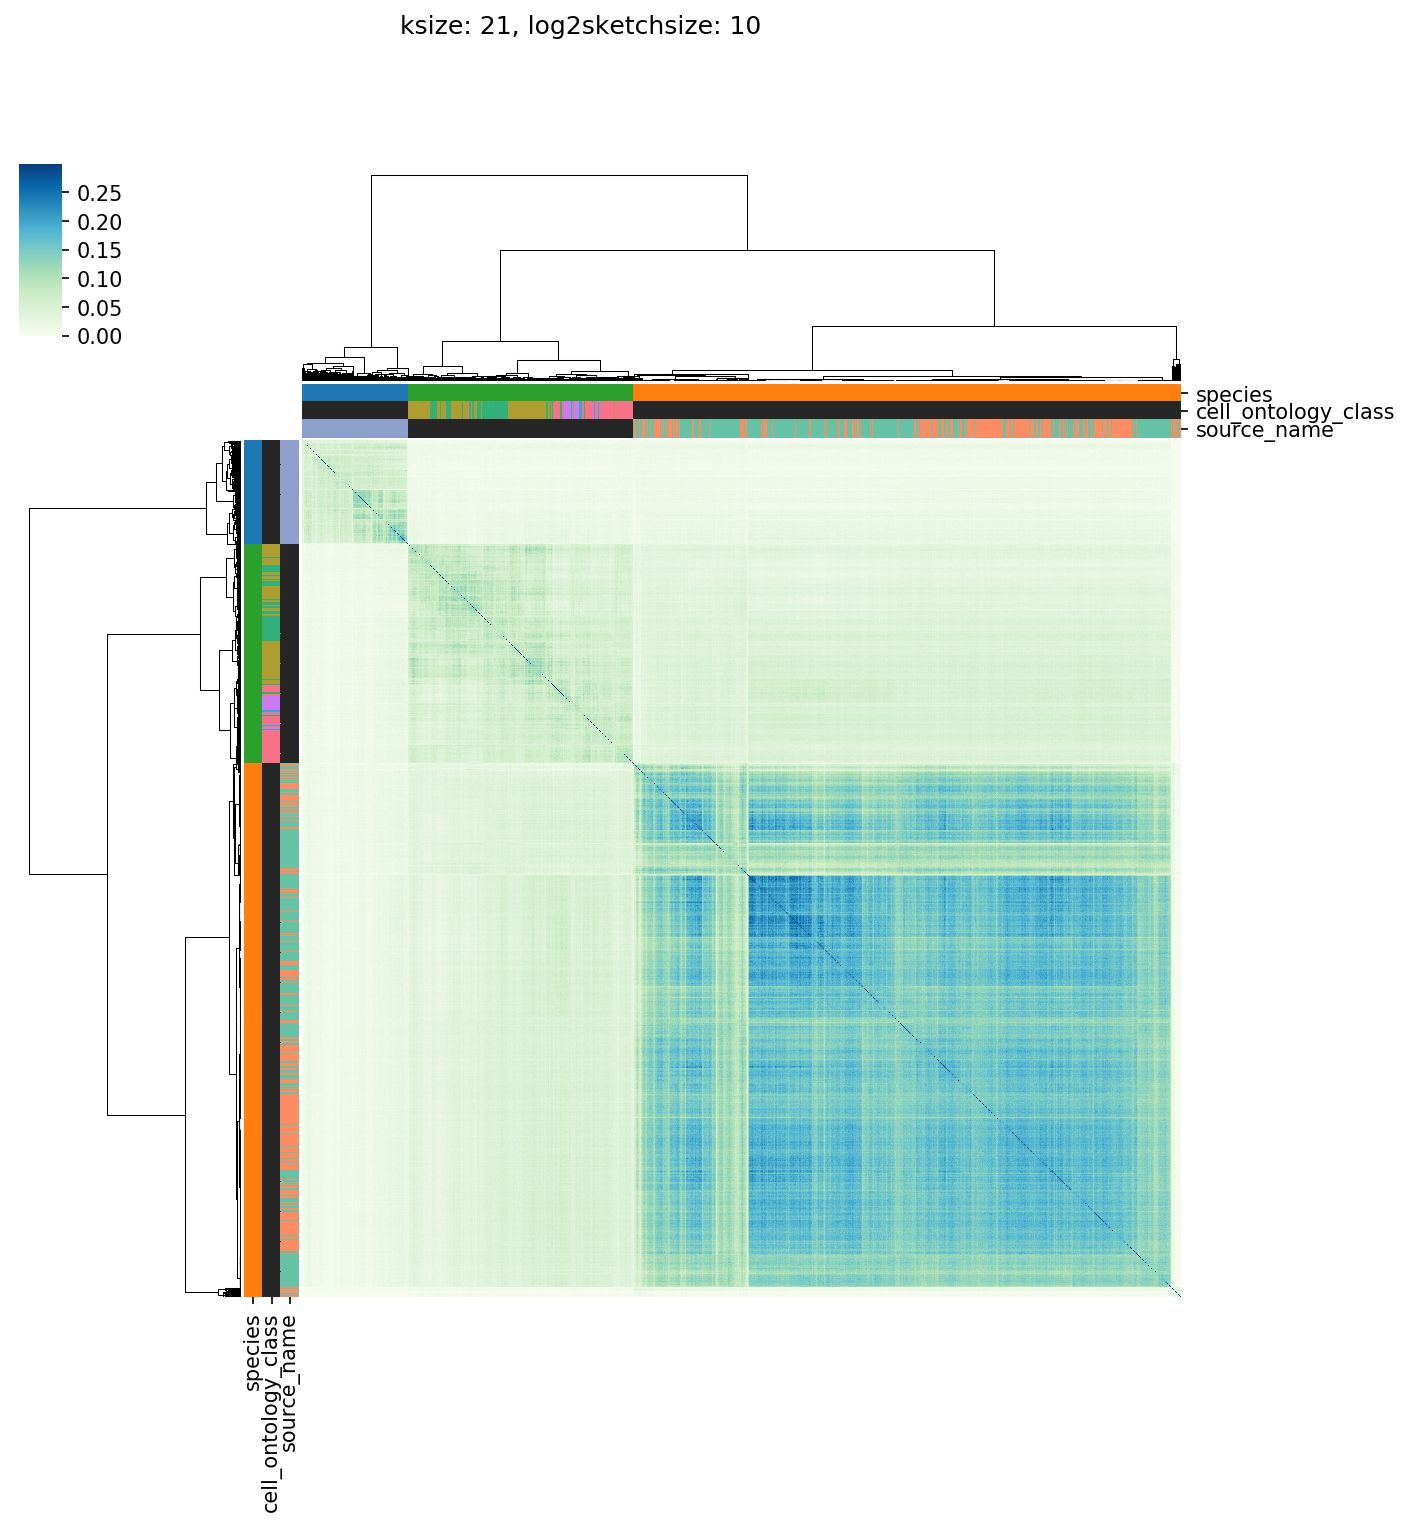 ksize: 21, log2sketchsize: 10
0.25
0.20
0.15
0.10
0.05
0.00
species
cell_ontology_class
source_name
species
cell_ontology_class
source_name